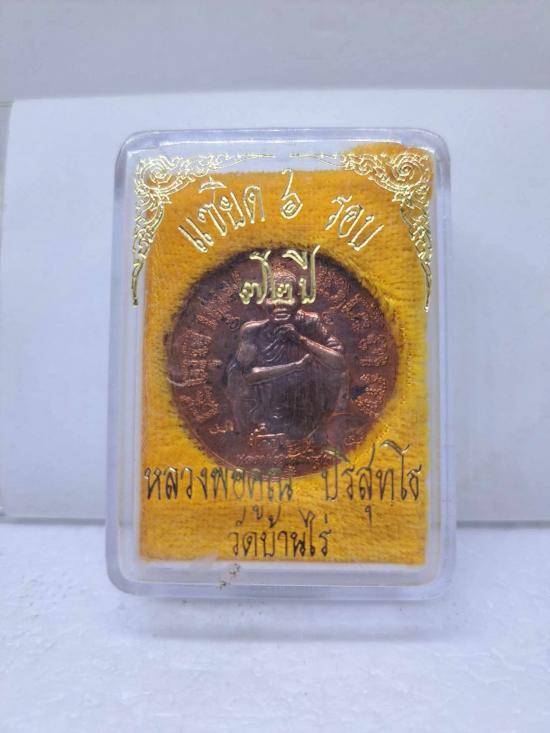 แซยิด ๖ รอบ
๗๒ปี
หลวงพ่อคูณ ปริสุทโธ
วัดบ้านไร่